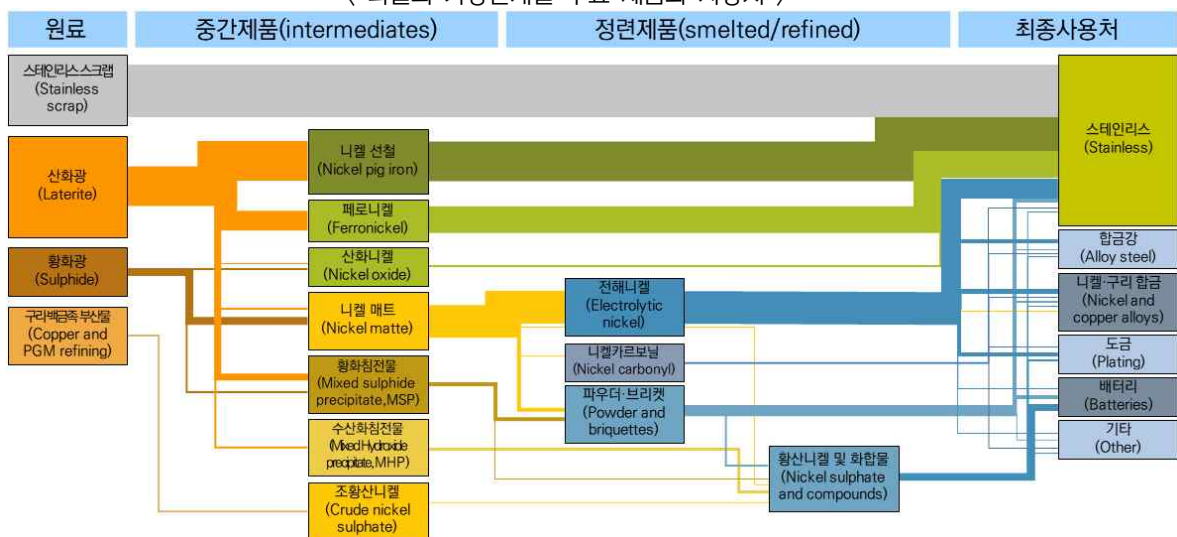 원료
중간제품(intermediates)
정련제품(smelted/refined)
최종사용처
스테인리스스크랩
(Stainless
scrap)
산화광
(Laterite)
황화광
(Sulphide)
구리백금족 부산물
(Copper and
PGM refining)
니켈 선철
(Nickel pig iron)
페로니켈
(Ferronickel)
산화니켈
(Nickel oxide)
니켈 매트
(Nickel matte)
황화침전물
(Mixed sulphide
precipitate,MSP)
수산화침전물
(Mixed Hydroxide
precipitate,MHP)
조황산니켈
(Crude nickel
sulphate)
전해니켈
(Electrolytic
nickel)
니켈카르보닐
(Nickel carbonyl)
파우더·브리켓
(Powder and
briquettes)
황산니켈 및 화합물
(Nickel sulphate
and compounds)
스테인리스
(Stainless)
합금강
(Alloy steel)
니켈·구리 합금
(Nickel and
copper alloys)
도금
(Plating)
배터리
(Batteries)
기타
(Other)